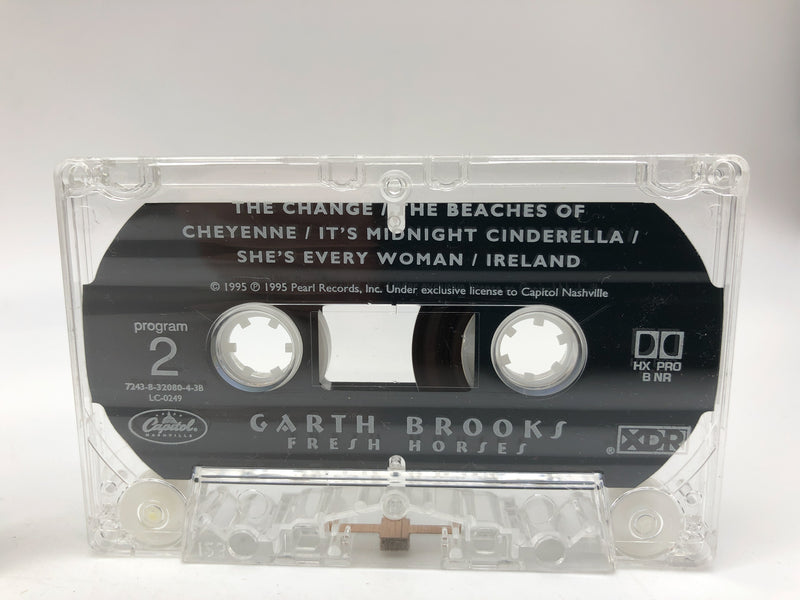 THE CHANGE / THE BEACHES OF
CHEYENNE / IT'S MIDNIGHT CINDERELLA /
SHE'S EVERY WOMAN / IRELAND
© 1995 ℗ 1995 Pearl Records, Inc. Under exclusive license to Capitol Nashville
program
2
7243-8-32080-4-3B
LC-0249
HX PRO
B NR
Capitol.
NASHVILLE
GARTH BROOKS
FRESH HORSES
® XDR
123